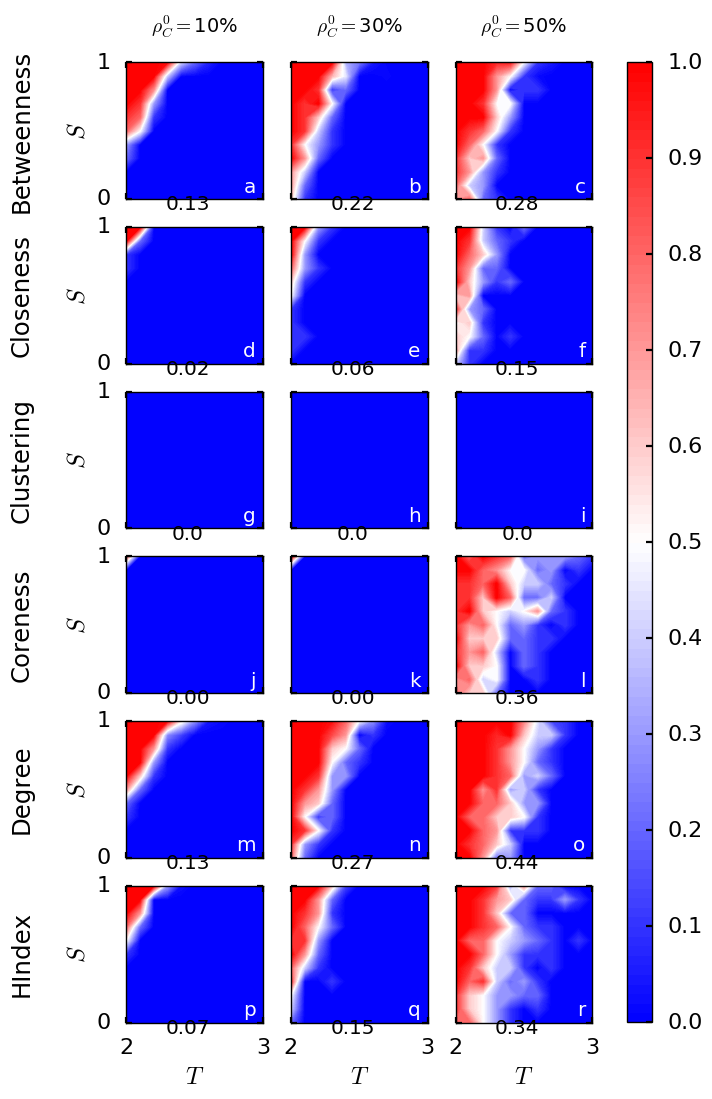 ρ_C^0 = 10% ρ_C^0 = 30% ρ_C^0 = 50%
Betweenness
S
1
0
a
b
c
0.13 0.22 0.28
Closeness
S
1
0
d
e
f
0.02 0.06 0.15
Clustering
S
1
0
g
h
i
0.0 0.0 0.0
Coreness
S
1
0
j
k
l
0.00 0.00 0.36
Degree
S
1
0
m
n
o
0.13 0.27 0.44
HIndex
S
1
0
p
q
r
0.07 0.15 0.34
2 3 2 3 2 3
T T T
1.0
0.9
0.8
0.7
0.6
0.5
0.4
0.3
0.2
0.1
0.0